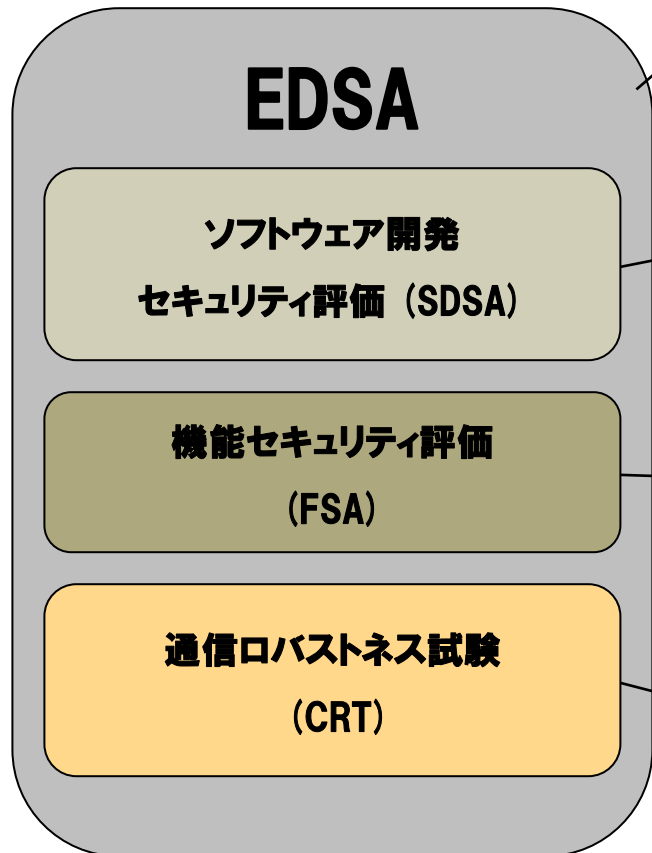 EDSA
ソフトウェア開発
セキュリティ評価（SDSA）
機能セキュリティ評価
（FSA）
通信ロバストネス試験
（CRT）